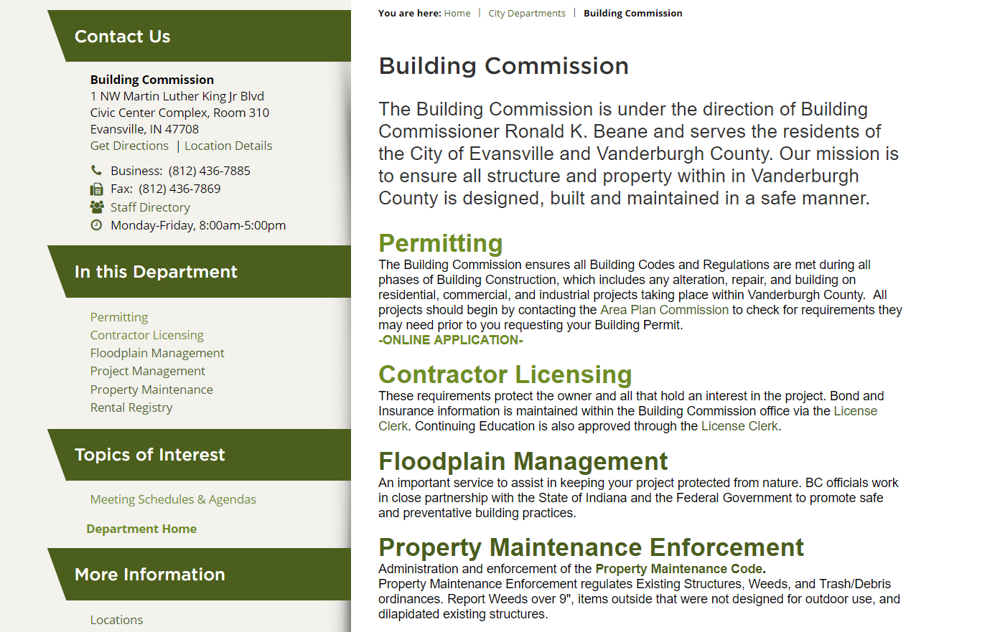 Contact Us
Building Commission
1 NW Martin Luther King Jr Blvd
Civic Center Complex, Room 310
Evansville, IN 47708
Get Directions | Location Details
Business: (812) 436-7885
Fax: (812) 436-7869
Staff Directory
Monday-Friday, 8:00am-5:00pm
In this Department
Permitting
Contractor Licensing
Floodplain Management
Project Management
Property Maintenance
Rental Registry
Topics of Interest
Meeting Schedules & Agendas
Department Home
More Information
Locations
You are here: Home | City Departments | Building Commission
Building Commission
The Building Commission is under the direction of Building
Commissioner Ronald K. Beane and serves the residents of
the City of Evansville and Vanderburgh County. Our mission is
to ensure all structure and property within in Vanderburgh
County is designed, built and maintained in a safe manner.
Permitting
The Building Commission ensures all Building Codes and Regulations are met during all
phases of Building Construction, which includes any alteration, repair, and building on
residential, commercial, and industrial projects taking place within Vanderburgh County. All
projects should begin by contacting the Area Plan Commission to check for requirements they
may need prior to you requesting your Building Permit.
-ONLINE APPLICATION-
Contractor Licensing
These requirements protect the owner and all that hold an interest in the project. Bond and
Insurance information is maintained within the Building Commission office via the License
Clerk. Continuing Education is also approved through the License Clerk.
Floodplain Management
An important service to assist in keeping your project protected from nature. BC officials work
in close partnership with the State of Indiana and the Federal Government to promote safe
and preventative building practices.
Property Maintenance Enforcement
Administration and enforcement of the Property Maintenance Code.
Property Maintenance Enforcement regulates Existing Structures, Weeds, and Trash/Debris
ordinances. Report Weeds over 9", items outside that were not designed for outdoor use, and
dilapidated existing structures.